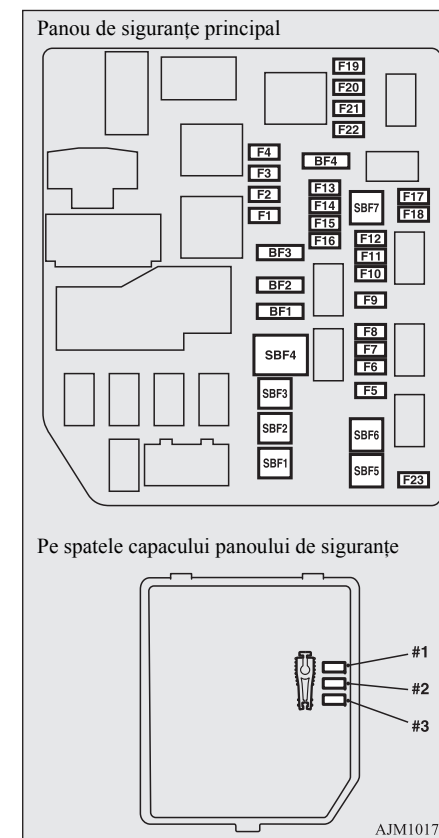 Panou de siguranțe principal
F19
F20
F21
F22
F4
BF4
F3
F13
F17
F2
F14
SBF7
F18
F1
F15
F16
F12
BF3
F11
F10
BF2
F9
BF1
F8
SBF4
F7
F6
SBF3
F5
SBF2
SBF6
SBF1
SBF5
F23
Pe spatele capacului panoului de siguranțe
#1
#2
#3
AJM1017